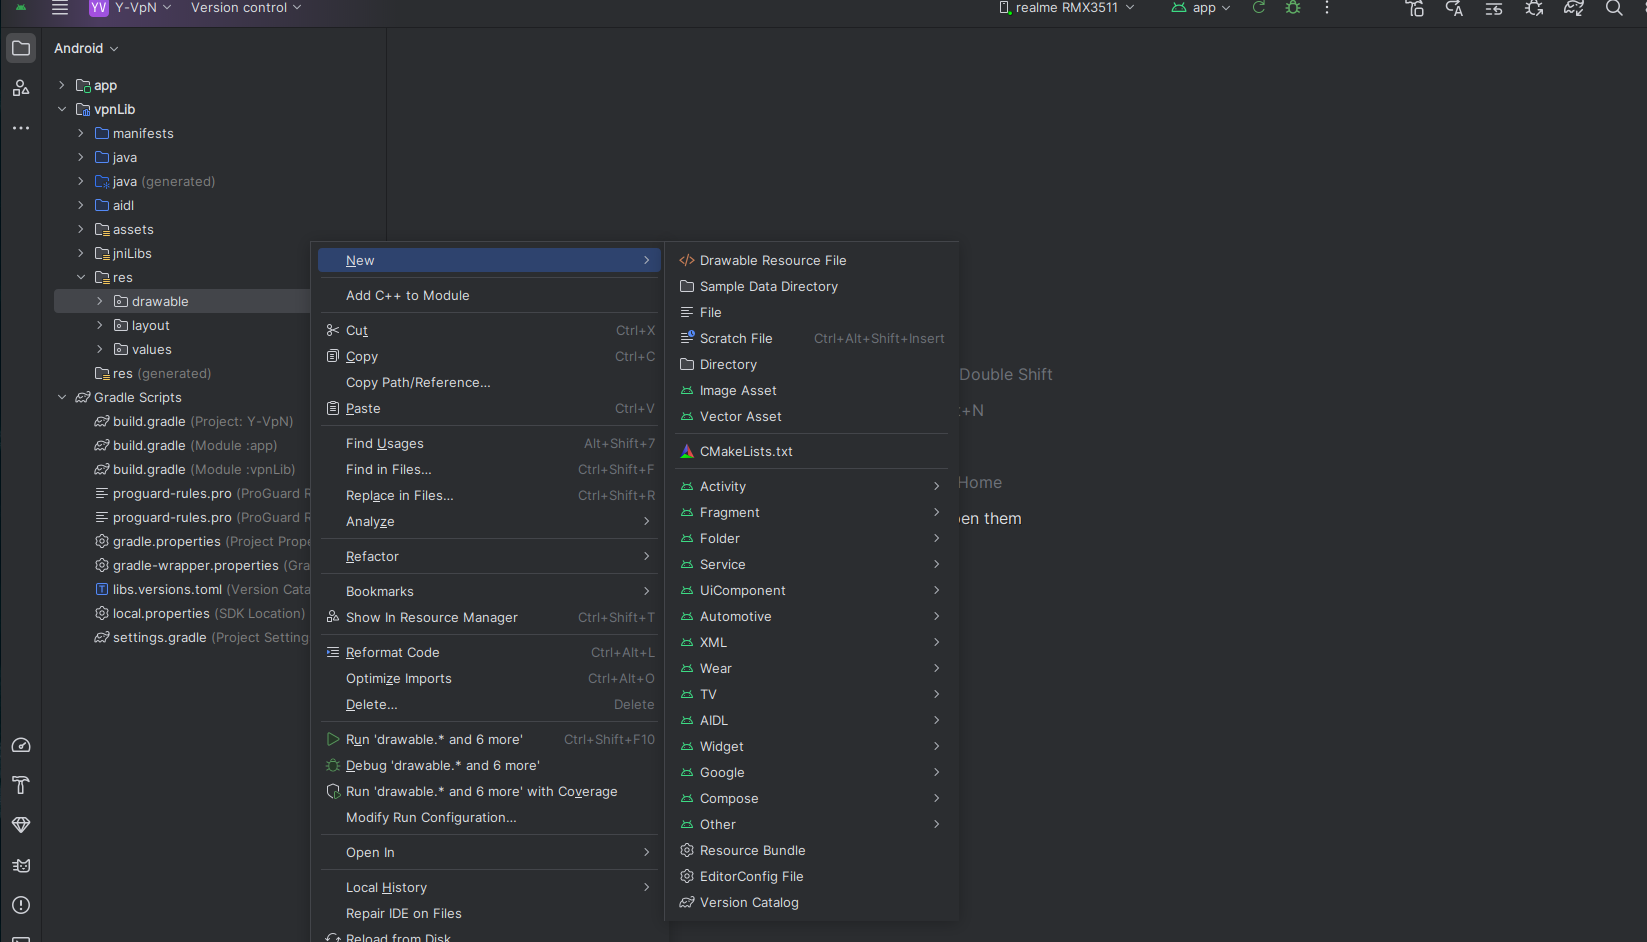 YV Y-VpN Version control realme RMX3511 app
Android
app
vpnLib
manifests
java
java (generated)
aidl
assets
jniLibs
res
drawable
layout
values
res (generated)
Gradle Scripts
build.gradle (Project: Y-VpN)
build.gradle (Module :app)
build.gradle (Module :vpnLib)
proguard-rules.pro (ProGuard R
proguard-rules.pro (ProGuard R
gradle.properties (Project Prope
gradle-wrapper.properties (Gra
libs.versions.toml (Version Cata
local.properties (SDK Location)
settings.gradle (Project Setting
New
Add C++ to Module
Cut Ctrl+X
Copy Ctrl+C
Copy Path/Reference...
Paste Ctrl+V
Find Usages Alt+Shift+7
Find in Files... Ctrl+Shift+F
Replace in Files... Ctrl+Shift+R
Analyze
Refactor
Bookmarks
Show In Resource Manager Ctrl+Shift+T
Reformat Code Ctrl+Alt+L
Optimize Imports Ctrl+Alt+O
Delete... Delete
Run 'drawable.* and 6 more' Ctrl+Shift+F10
Debug 'drawable.* and 6 more'
Run 'drawable.* and 6 more' with Coverage
Modify Run Configuration...
Open In
Local History
Repair IDE on Files
Reload from Disk
Drawable Resource File
Sample Data Directory
File
Scratch File Ctrl+Alt+Shift+Insert
Directory
Image Asset
Vector Asset
CMakeLists.txt
Activity
Fragment
Folder
Service
UiComponent
Automotive
XML
Wear
TV
AIDL
Widget
Google
Compose
Other
Resource Bundle
EditorConfig File
Version Catalog
Double Shift
t+N
Home
pen them